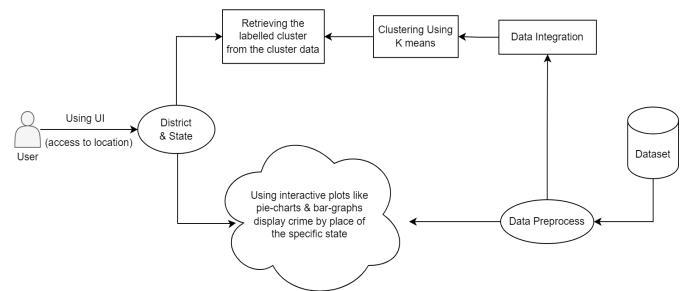 Retrieving the
labelled cluster
from the cluster data
Clustering Using
K means
Data Integration
Using UI
(access to location)
User
District
& State
Dataset
Using interactive plots like
pie-charts & bar-graphs
display crime by place of
the specific state
Data Preprocess